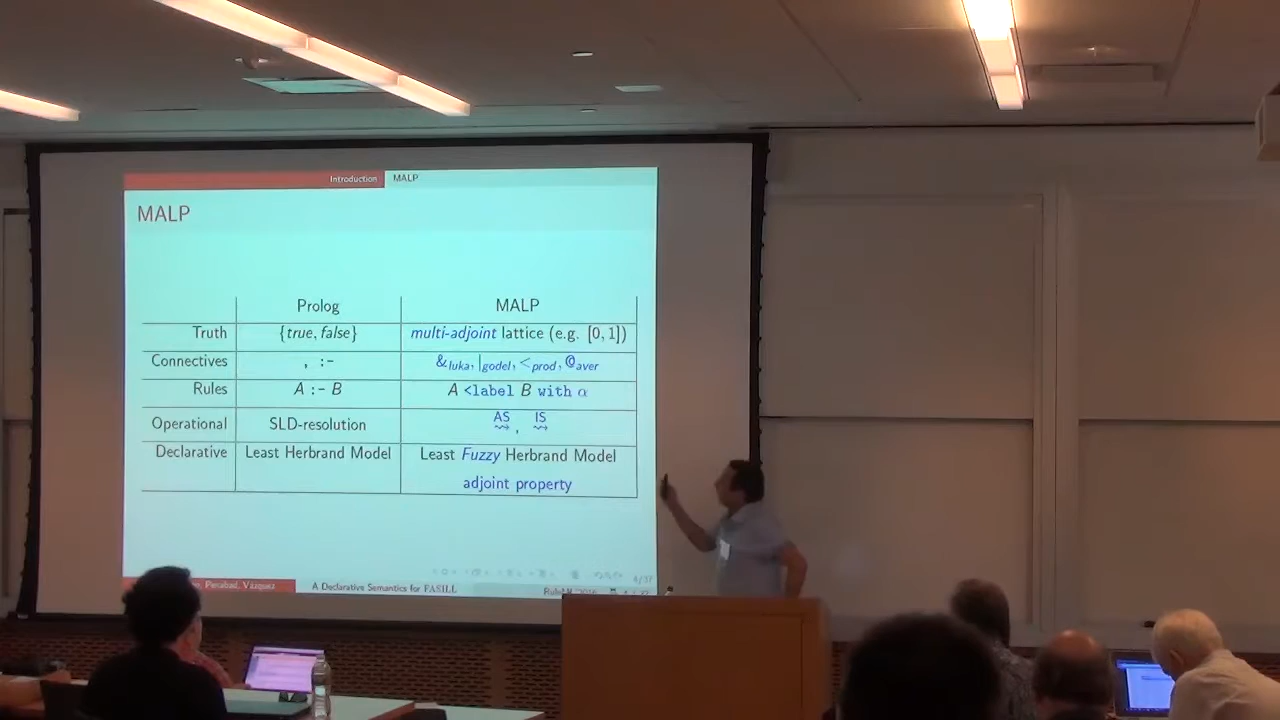 Introduction MALP
MALP
Prolog MALP
Truth {true, false} multi-adjoint lattice (e.g. [0, 1])
Connectives , :- &luka, |godel, <prod, @aver
Rules A :- B A <label B with α
Operational SLD-resolution AS⇝, IS⇝
Declarative Least Herbrand Model Least Fuzzy Herbrand Model
adjoint property
Vázquez A Declarative Semantics for FASILL